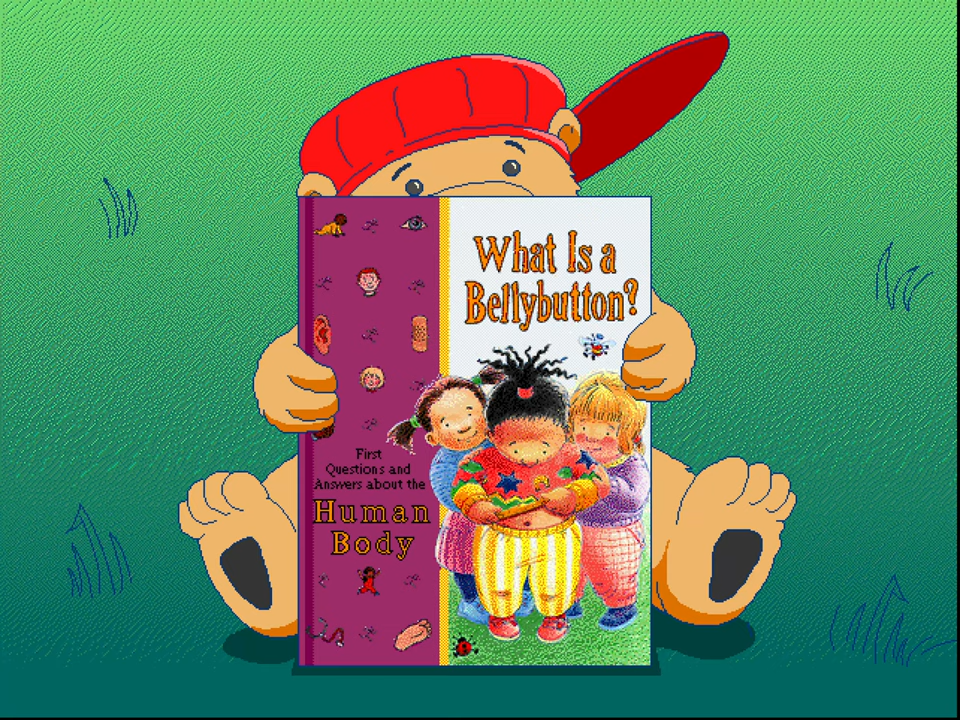 What Is a
Bellybutton?
First
Questions and
Answers about the
Human
Body